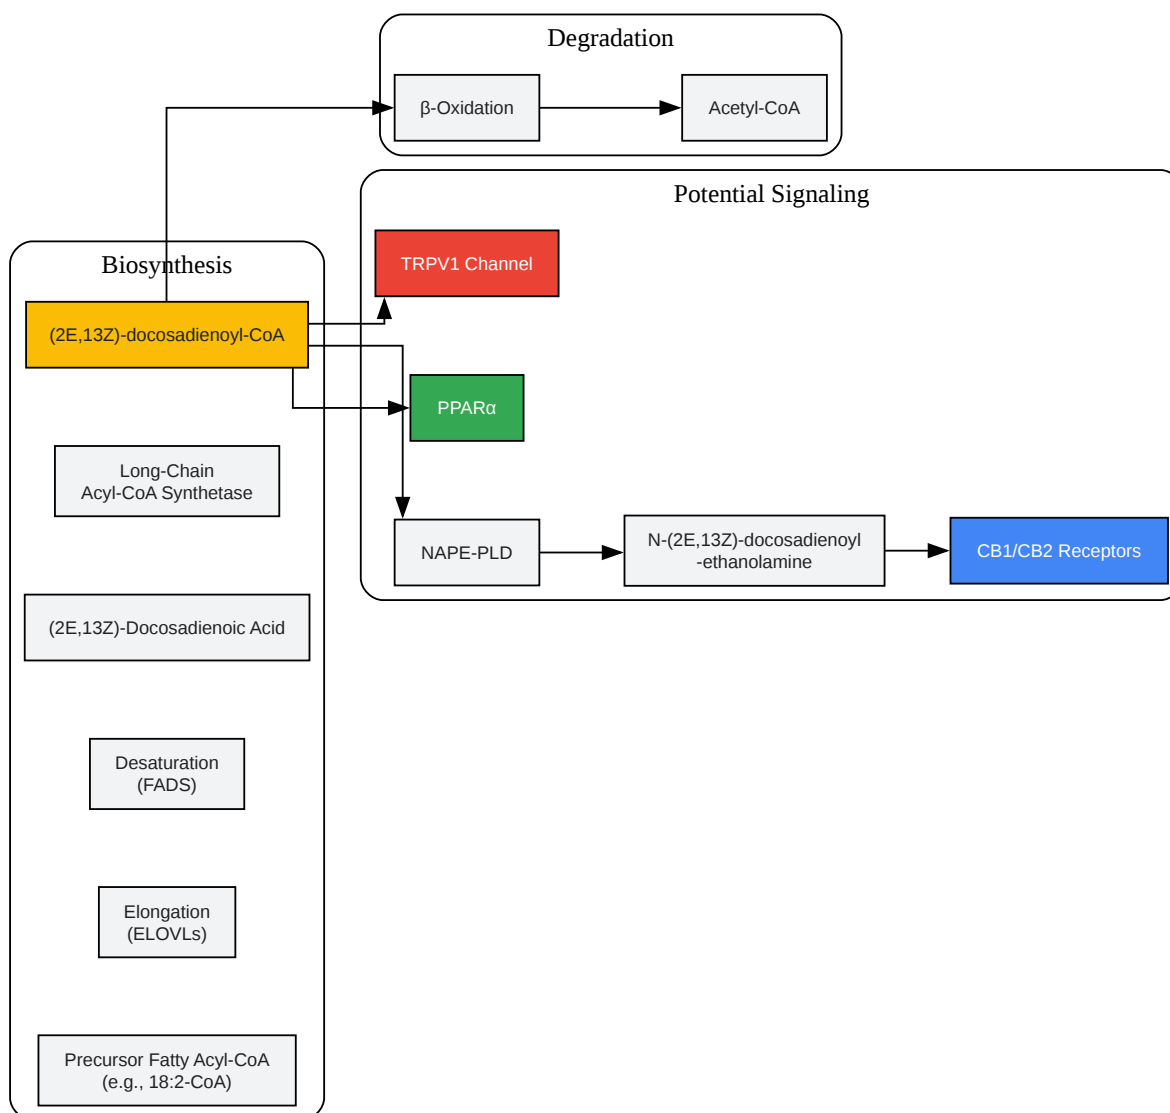 Degradation
β-Oxidation
Acetyl-CoA
Potential Signaling
TRPV1 Channel
PPARα
NAPE-PLD
N-(2E,13Z)-docosadienoyl
-ethanolamine
CB1/CB2 Receptors
Biosynthesis
(2E,13Z)-docosadienoyl-CoA
Long-Chain
Acyl-CoA Synthetase
(2E,13Z)-Docosadienoic Acid
Desaturation
(FADS)
Elongation
(ELOVLs)
Precursor Fatty Acyl-CoA
(e.g., 18:2-CoA)